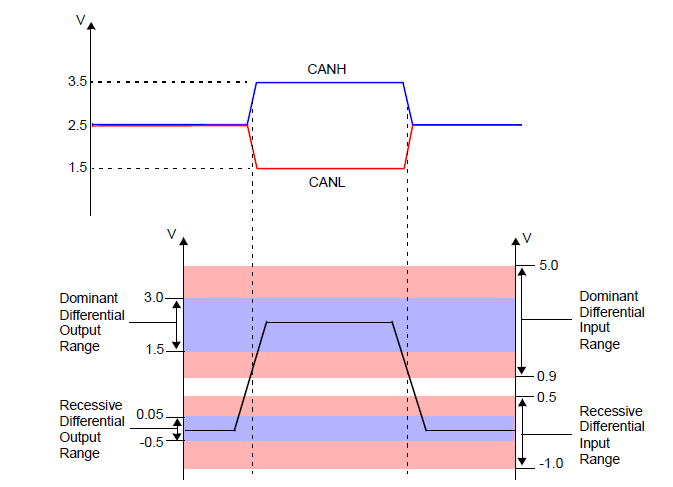 V
3.5
CANH
2.5
1.5
CANL
V
V
5.0
Dominant
Differential
Output
Range
3.0
1.5
Dominant
Differential
Input
Range
0.9
0.5
Recessive
Differential
Output
Range
0.05
-0.5
Recessive
Differential
Input
Range
-1.0